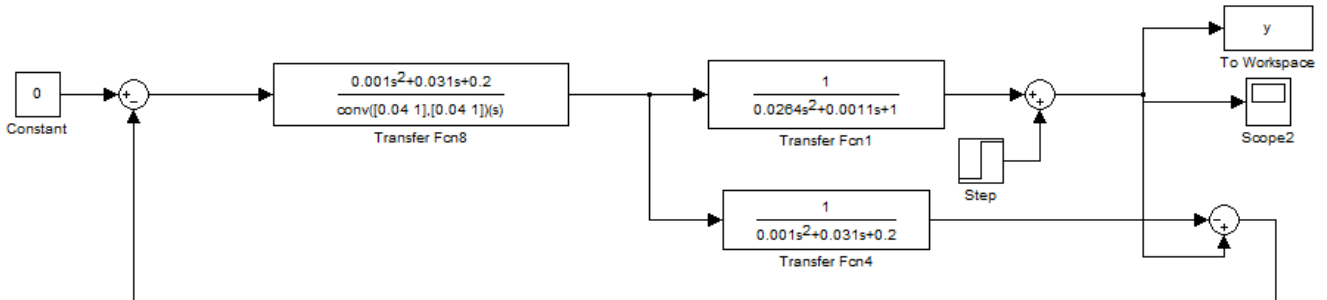 0
Constant
0.001s²+0.031s+0.2
conv([0.04 1],[0.04 1])(s)
Transfer Fcn8
1
0.0264s²+0.0011s+1
Transfer Fcn1
Step
1
0.001s²+0.031s+0.2
Transfer Fcn4
y
To Workspace
Scope2